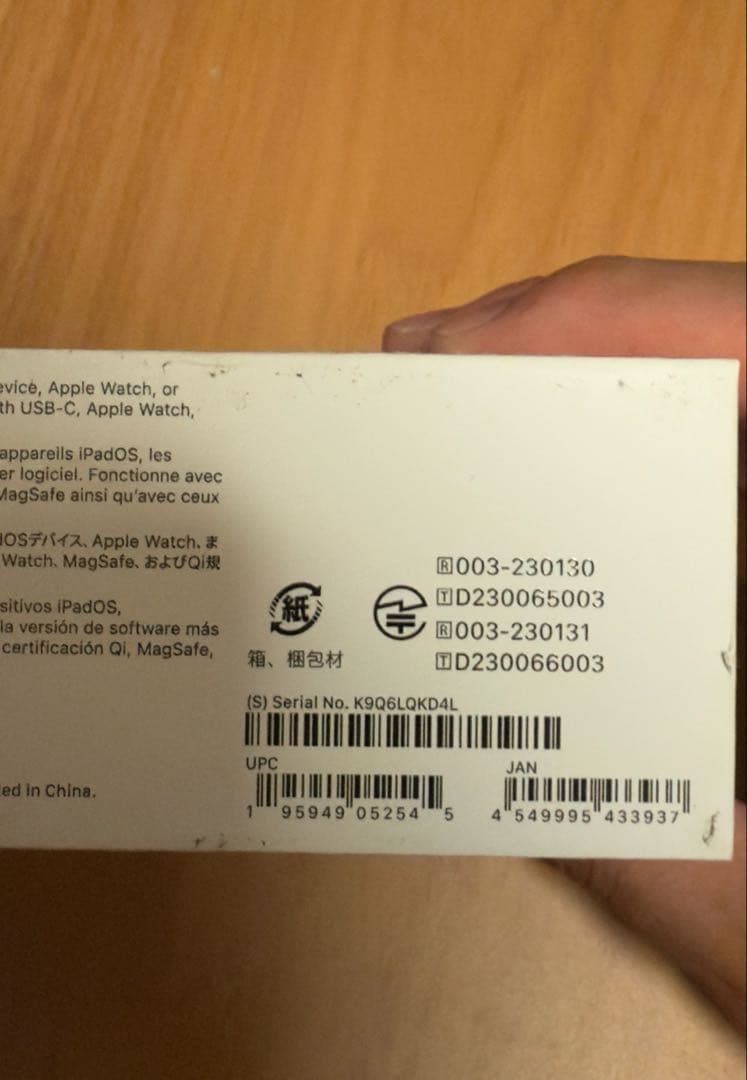 evice, Apple Watch, or
th USB-C, Apple Watch,
appareils iPadOS, les
er logiciel. Fonctionne avec
MagSafe ainsi qu'avec ceux
dOSデバイス、Apple Watch、ま
Watch、MagSafe、およびQi規
sitivos iPadOS,
la versión de software más
certificación Qi, MagSafe,
ed in China.
紙
箱、梱包材
R 003-230130
T D230065003
R 003-230131
T D230066003
(S) Serial No. K9Q6LQKD4L
UPC
1 95949 05254 5
JAN
4 549995 433937